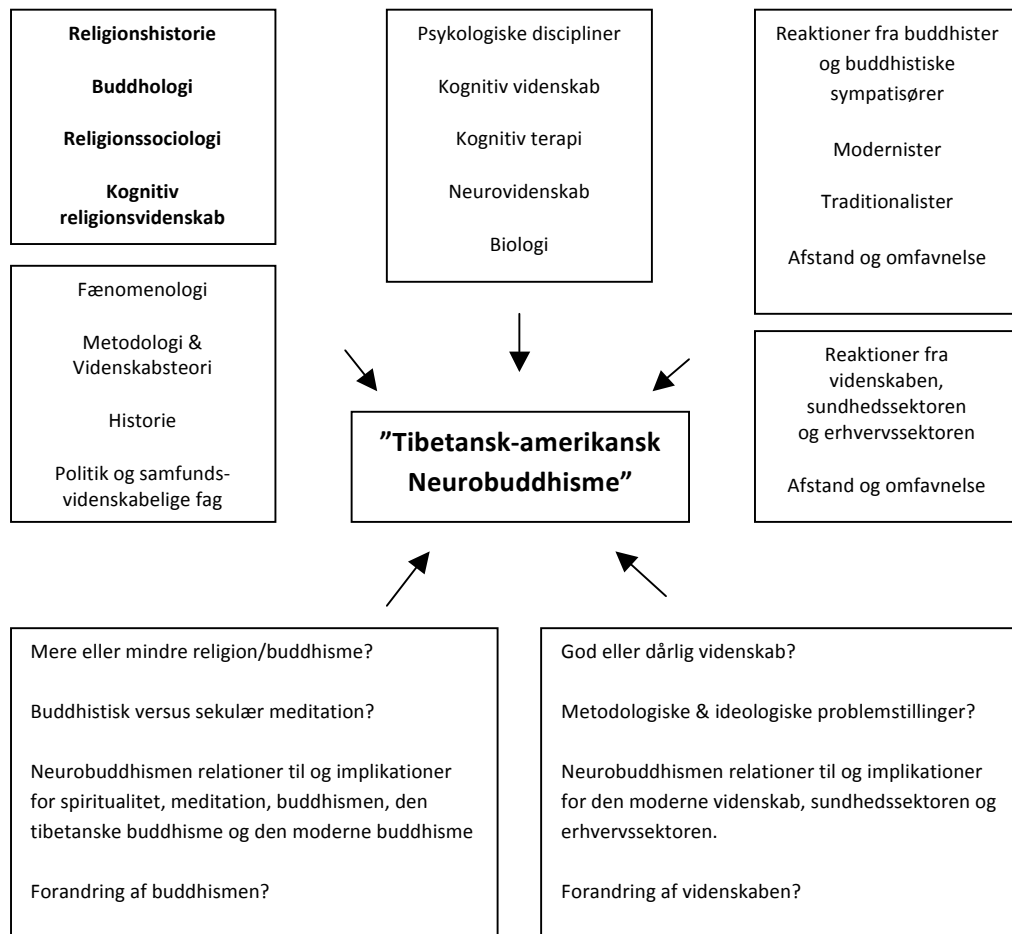 Religionshistorie
Buddhologi
Religionssociologi
Kognitiv
religionsvidenskab
Fænomenologi
Metodologi &
Videnskabsteori
Historie
Politik og samfunds-
videnskabelige fag
Psykologiske discipliner
Kognitiv videnskab
Kognitiv terapi
Neurovidenskab
Biologi
Reaktioner fra buddhister
og buddhistiske
sympatisører
Modernister
Traditionalister
Afstand og omfavnelse
Reaktioner fra
videnskaben,
sundhedssektoren
og erhvervssektoren
Afstand og omfavnelse
”Tibetansk-amerikansk
Neurobuddhisme”
Mere eller mindre religion/buddhisme?
Buddhistisk versus sekulær meditation?
Neurobuddhismen relationer til og implikationer
for spiritualitet, meditation, buddhismen, den
tibetanske buddhisme og den moderne buddhisme
Forandring af buddhismen?
God eller dårlig videnskab?
Metodologiske & ideologiske problemstillinger?
Neurobuddhismen relationer til og implikationer
for den moderne videnskab, sundhedssektoren og
erhvervssektoren.
Forandring af videnskaben?